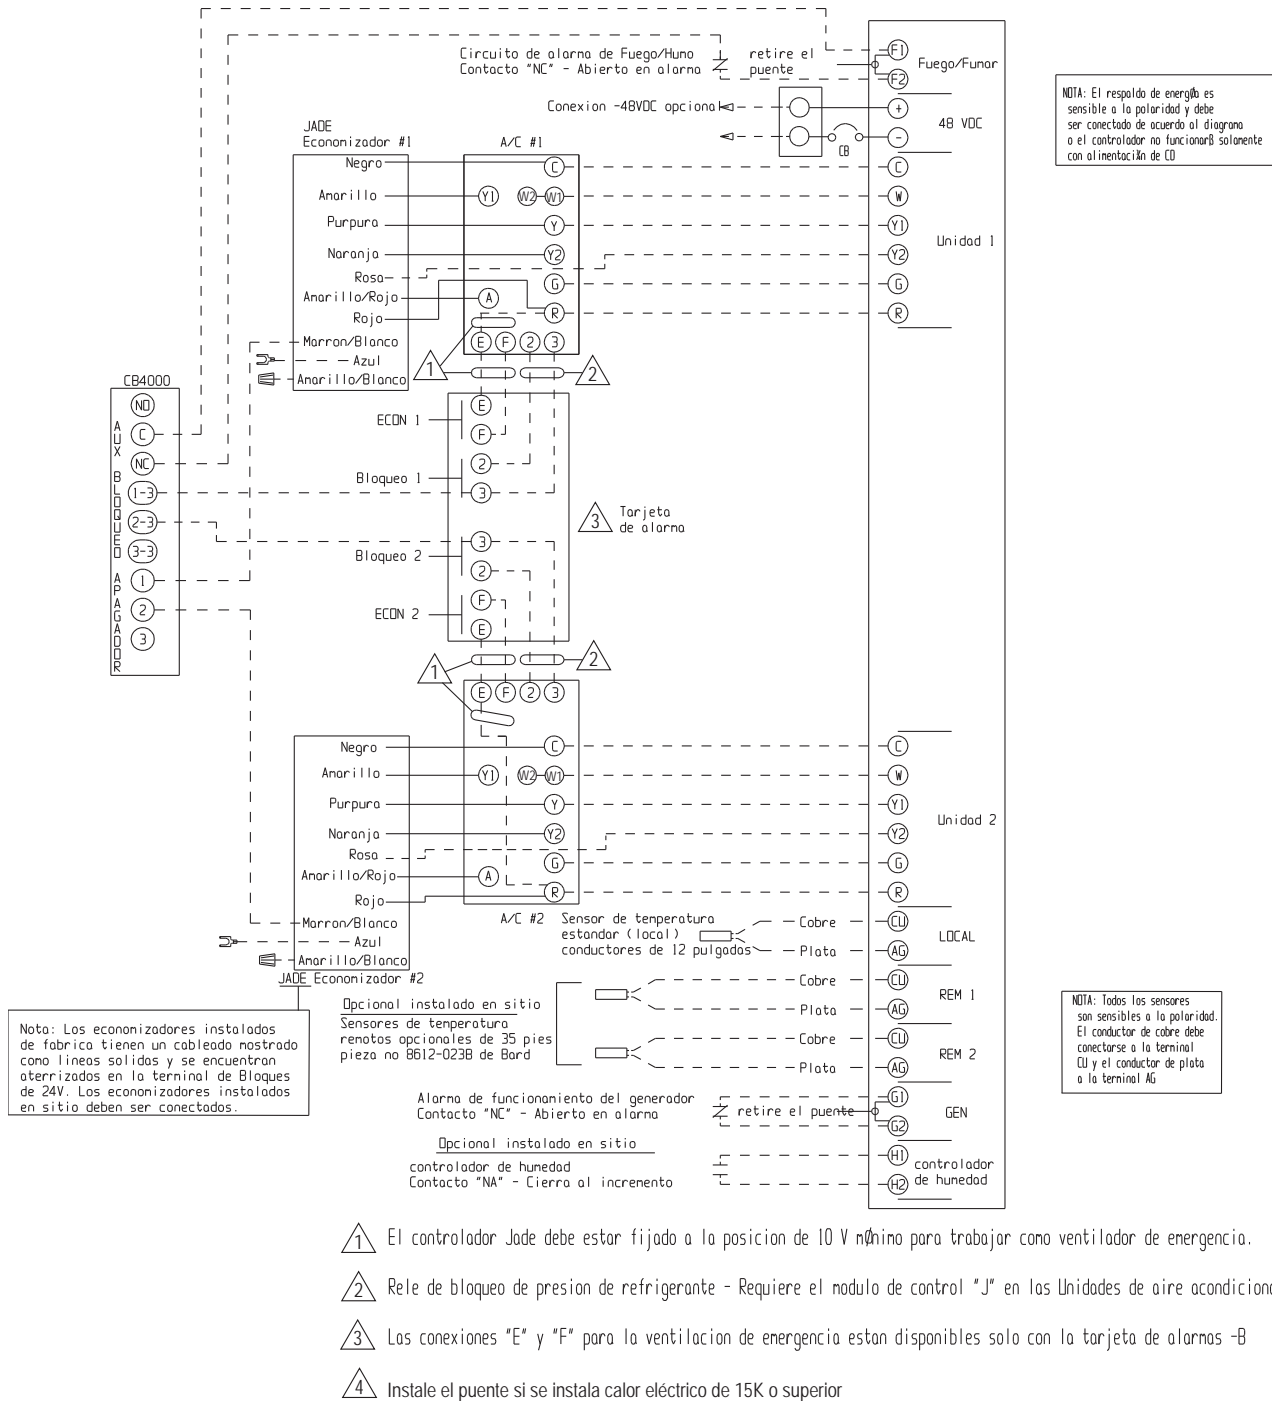 Circuito de alarma de Fuego/Humo
Contacto "NC" - Abierto en alarma
retire el
puente
F1
F2
Fuego/Fumar
Conexion -48VDC opcional
+
-
CB
48 VDC
NOTA: El respaldo de energØa es
sensible a la polaridad y debe
ser conectado de acuerdo al diagrama
o el controlador no funcionarß solamente
con alimentaciXn de CD
JADE
Economizador #1
A/C #1
Negro
Amarillo
Purpura
Naranja
Rosa
Amarillo/Rojo
Rojo
Marron/Blanco
Azul
Amarillo/Blanco
C
Y1
W2
W1
Y
Y2
G
A
R
E
F
2
3
1
2
C
W
Y1
Y2
G
R
Unidad 1
CB4000
NO
C
NC
1-3
2-3
3-3
1
2
3
AUX BLOQUEO APAGADOR
ECON 1
Bloqueo 1
Bloqueo 2
ECON 2
E
F
2
3
3
2
F
E
3
Tarjeta
de alarma
1
2
E
F
2
3
Negro
Amarillo
Purpura
Naranja
Rosa
Amarillo/Rojo
Rojo
Marron/Blanco
Azul
Amarillo/Blanco
JADE Economizador #2
C
Y1
W2
W1
Y
Y2
G
A
R
A/C #2
C
W
Y1
Y2
G
R
Unidad 2
Sensor de temperatura
estandar (local)
conductores de 12 pulgadas
Cobre
Plata
CU
AG
LOCAL
Opcional instalado en sitio
Sensores de temperatura
remotos opcionales de 35 pies
pieza no 8612-023B de Bard
Cobre
Plata
CU
AG
REM 1
Cobre
Plata
CU
AG
REM 2
NOTA: Todos los sensores
son sensibles a la polaridad.
El conductor de cobre debe
conectarse a la terminal
CU y el conductor de plata
a la terminal AG
Nota: Los economizadores instalados
de fabrica tienen un cableado mostrado
como lineas solidas y se encuentran
aterrizados en la terminal de Bloques
de 24V. Los economizadores instalados
en sitio deben ser conectados.
Alarma de funcionamiento del generador
Contacto "NC" - Abierto en alarma
retire el puente
G1
G2
GEN
Opcional instalado en sitio
controlador de humedad
Contacto "NA" - Cierra al incremento
H1
H2
controlador
de humedad
1 El controlador Jade debe estar fijado a la posicion de 10 V mØnimo para trabajar como ventilador de emergencia.
2 Rele de bloqueo de presion de refrigerante - Requiere el modulo de control "J" en las Unidades de aire acondicion
3 Las conexiones "E" y "F" para la ventilacion de emergencia estan disponibles solo con la tarjeta de alarmas -B
4 Instale el puente si se instala calor eléctrico de 15K o superior